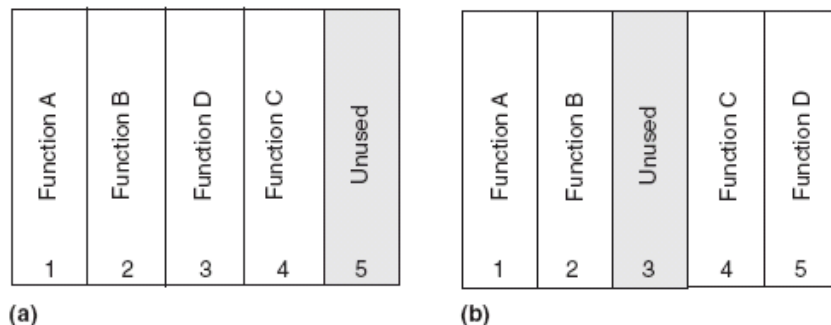 Function A
Function B
Function D
Function C
Unused
1 2 3 4 5
(a)
Function A
Function B
Unused
Function C
Function D
1 2 3 4 5
(b)